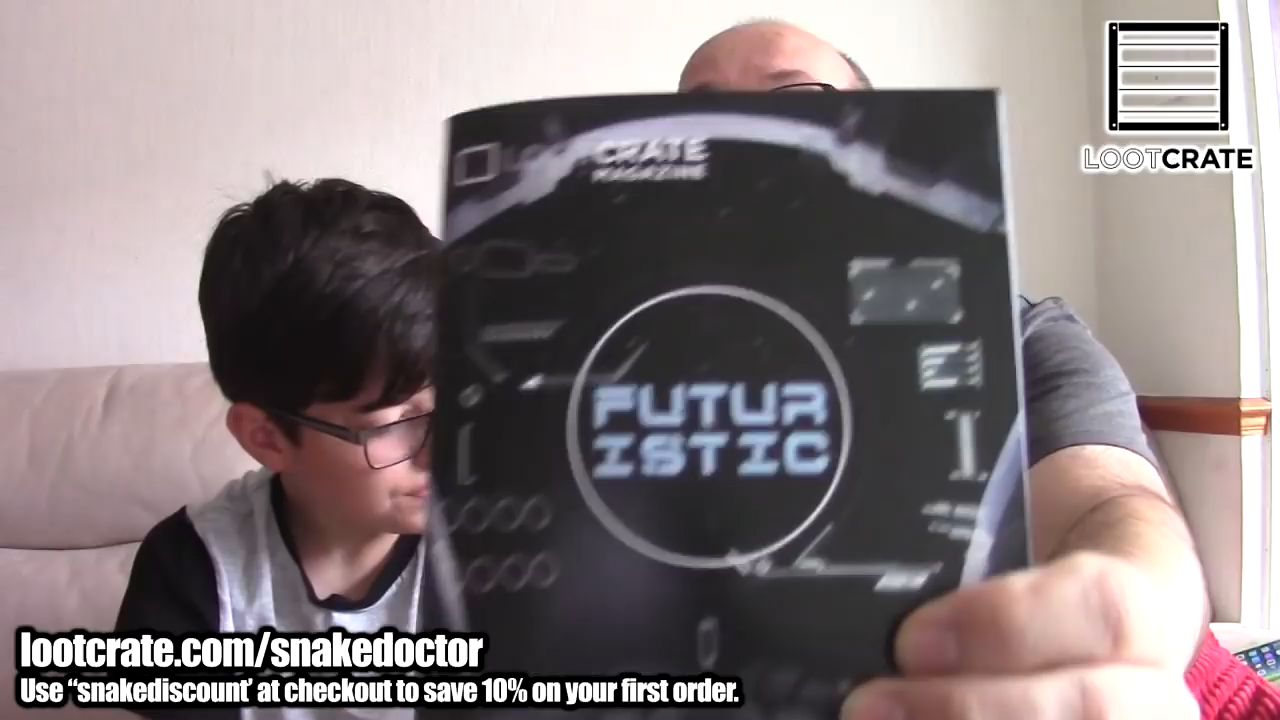 LOOTCRATE
LOOT CRATE
MAGAZINE
FUTUR
ISTIC
lootcrate.com/snakedoctor
Use “snakediscount’ at checkout to save 10% on your first order.